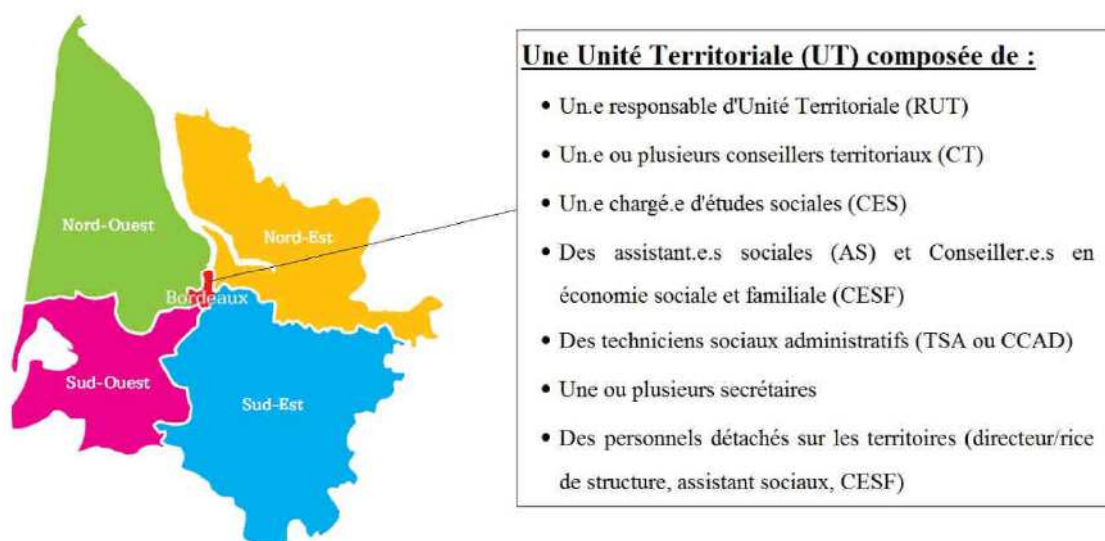 Nord-Ouest
Nord-Est
Bordeaux
Sud-Ouest
Sud-Est
Une Unité Territoriale (UT) composée de :
• Un.e responsable d'Unité Territoriale (RUT)
• Un.e ou plusieurs conseillers territoriaux (CT)
• Un.e chargé.e d'études sociales (CES)
• Des assistant.e.s sociales (AS) et Conseiller.e.s en
économie sociale et familiale (CESF)
• Des techniciens sociaux administratifs (TSA ou CCAD)
• Une ou plusieurs secrétaires
• Des personnels détachés sur les territoires (directeur/rice
de structure, assistant sociaux, CESF)